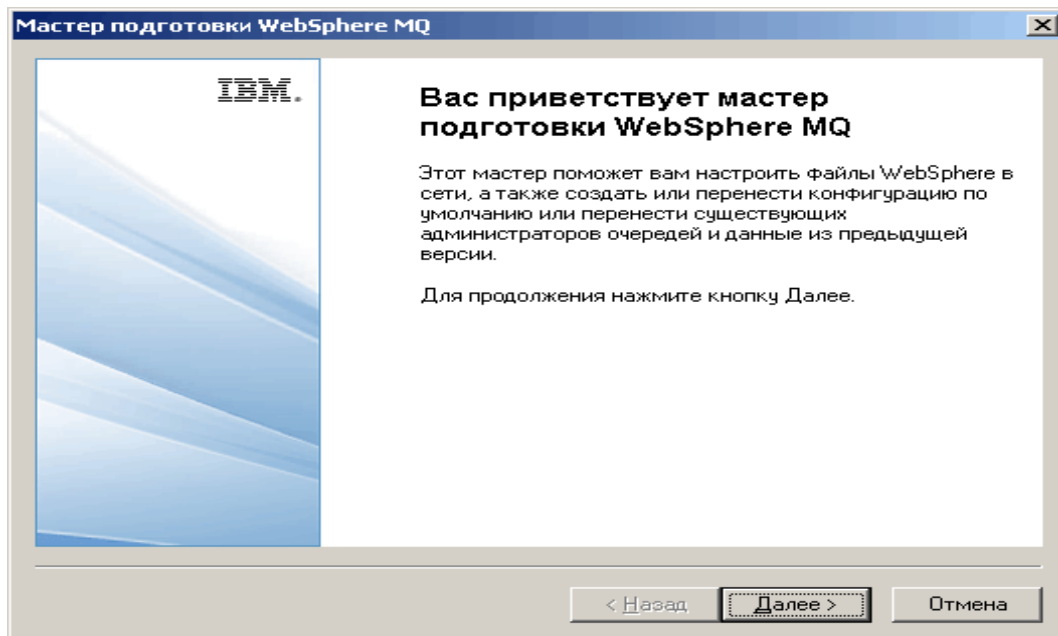 Мастер подготовки WebSphere MQ
IBM.
Вас приветствует мастер
подготовки WebSphere MQ
Этот мастер поможет вам настроить файлы WebSphere в
сети, а также создать или перенести конфигурацию по
умолчанию или перенести существующих
администраторов очередей и данные из предыдущей
версии.
Для продолжения нажмите кнопку Далее.
< Назад Далее > Отмена